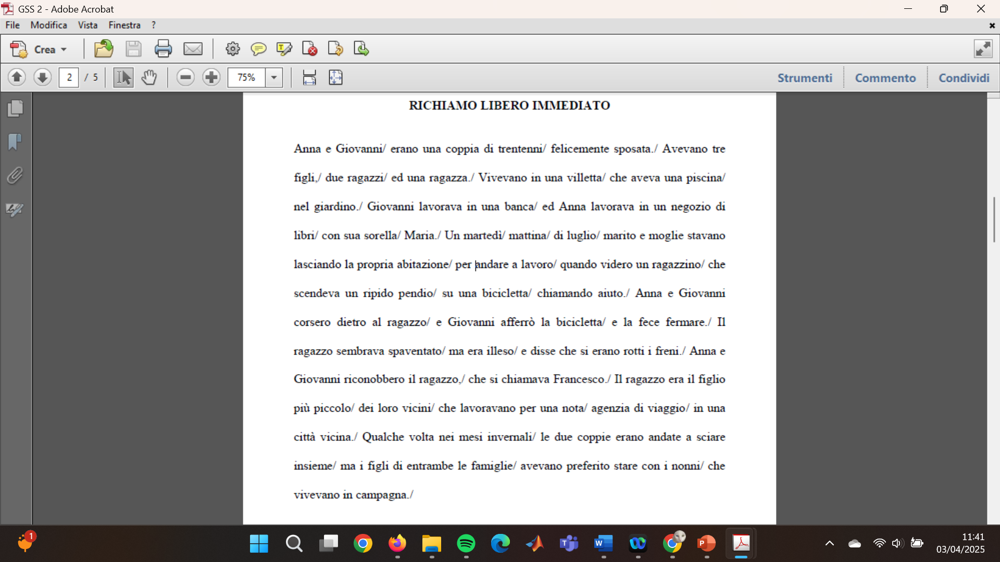 GSS 2 - Adobe Acrobat
File Modifica Vista Finestra ?
Crea
2 / 5 75% Strumenti Commento Condividi
RICHIAMO LIBERO IMMEDIATO
Anna e Giovanni/ erano una coppia di trentenni/ felicemente sposata./ Avevano tre
figli,/ due ragazzi/ ed una ragazza./ Vivevano in una villetta/ che aveva una piscina/
nel giardino./ Giovanni lavorava in una banca/ ed Anna lavorava in un negozio di
libri/ con sua sorella/ Maria./ Un martedì/ mattina/ di luglio/ marito e moglie stavano
lasciando la propria abitazione/ per andare a lavoro/ quando videro un ragazzino/ che
scendeva un ripido pendio/ su una bicicletta/ chiamando aiuto./ Anna e Giovanni
corsero dietro al ragazzo/ e Giovanni afferrò la bicicletta/ e la fece fermare./ Il
ragazzo sembrava spaventato/ ma era illeso/ e disse che si erano rotti i freni./ Anna e
Giovanni riconobbero il ragazzo,/ che si chiamava Francesco./ Il ragazzo era il figlio
più piccolo/ dei loro vicini/ che lavoravano per una nota/ agenzia di viaggio/ in una
città vicina./ Qualche volta nei mesi invernali/ le due coppie erano andate a sciare
insieme/ ma i figli di entrambe le famiglie/ avevano preferito stare con i nonni/ che
vivevano in campagna./
1
11:41
03/04/2025